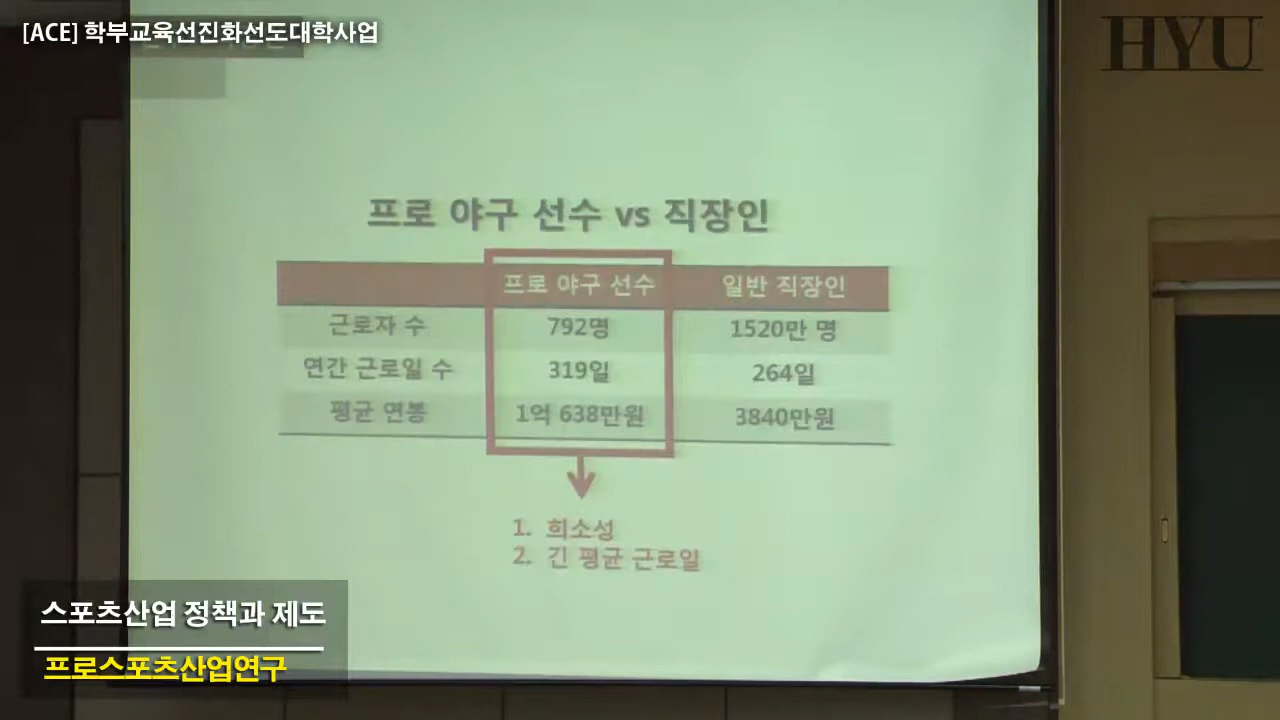 [ACE] 학부교육선진화선도대학사업
HYU
프로 야구 선수 vs 직장인
프로 야구 선수 일반 직장인
근로자 수 792명 1520만 명
연간 근로일 수 319일 264일
평균 연봉 1억 638만원 3840만원
1. 희소성
2. 긴 평균 근로일
스포츠산업 정책과 제도
프로스포츠산업연구